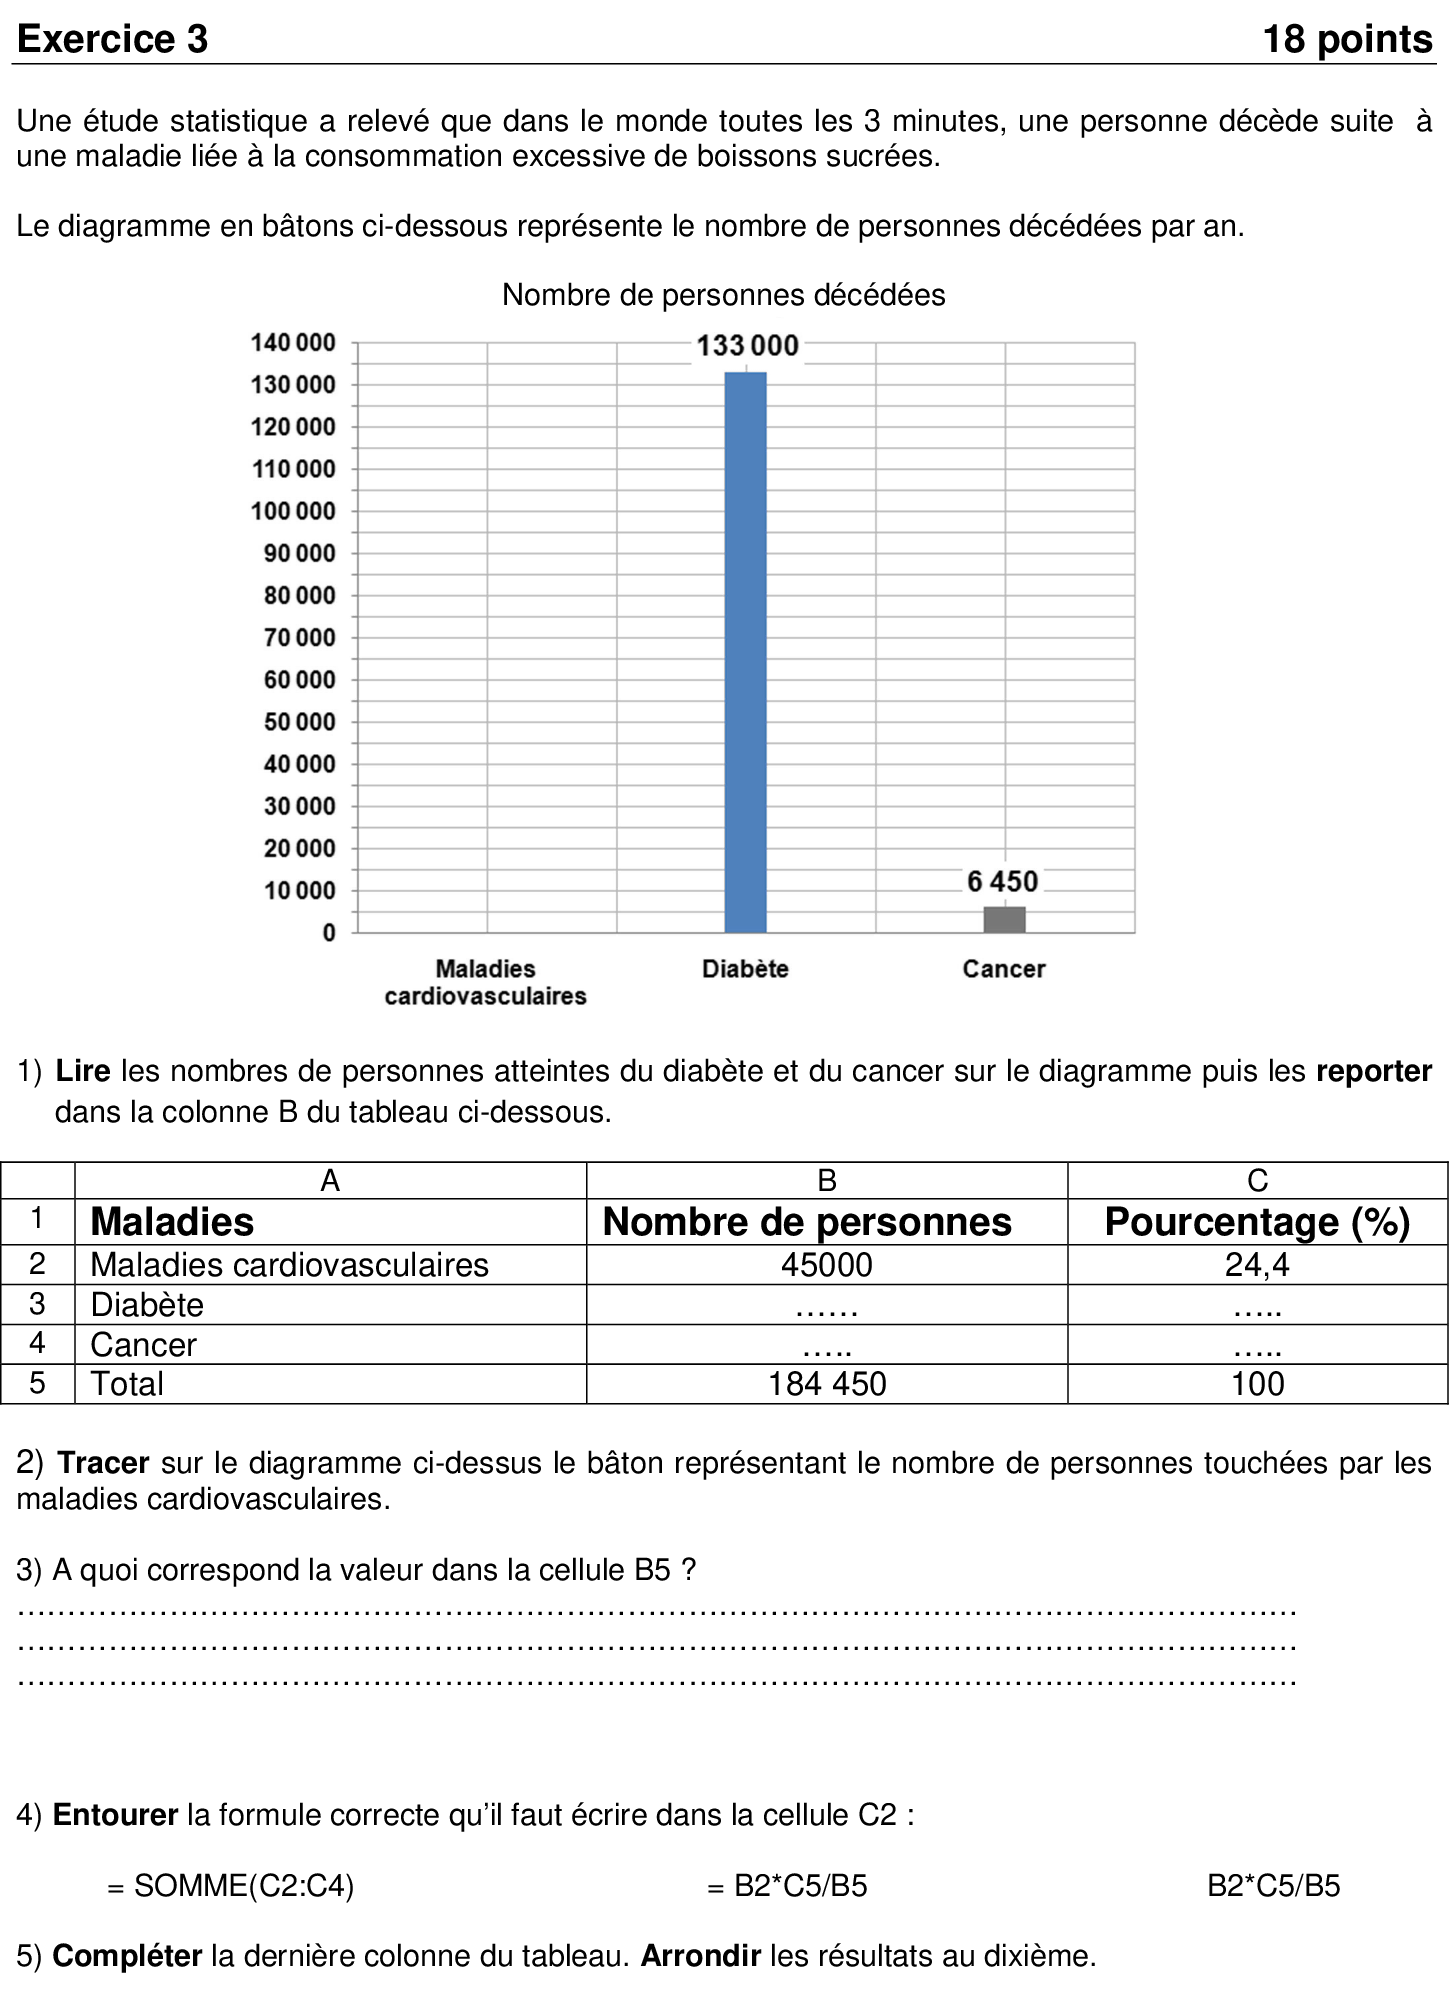 Exercice 3 18 points
Une étude statistique a relevé que dans le monde toutes les 3 minutes, une personne décède suite à
une maladie liée à la consommation excessive de boissons sucrées.
Le diagramme en bâtons ci-dessous représente le nombre de personnes décédées par an.
Nombre de personnes décédées
140 000
133 000
130 000
120 000
110 000
100 000
90 000
80 000
70 000
60 000
50 000
40 000
30 000
20 000
6 450
10 000
0
Maladies Diabète Cancer
cardiovasculaires
1) Lire les nombres de personnes atteintes du diabète et du cancer sur le diagramme puis les reporter
dans la colonne B du tableau ci-dessous.
A B C
1 Maladies Nombre de personnes Pourcentage (%)
2 Maladies cardiovasculaires 45000 24,4
3 Diabète …… …..
4 Cancer ….. …..
5 Total 184 450 100
2) Tracer sur le diagramme ci-dessus le bâton représentant le nombre de personnes touchées par les
maladies cardiovasculaires.
3) A quoi correspond la valeur dans la cellule B5 ?
………………………………………………………………………………………………………………
………………………………………………………………………………………………………………
………………………………………………………………………………………………………………
4) Entourer la formule correcte qu’il faut écrire dans la cellule C2 :
= SOMME(C2:C4) = B2*C5/B5 B2*C5/B5
5) Compléter la dernière colonne du tableau. Arrondir les résultats au dixième.